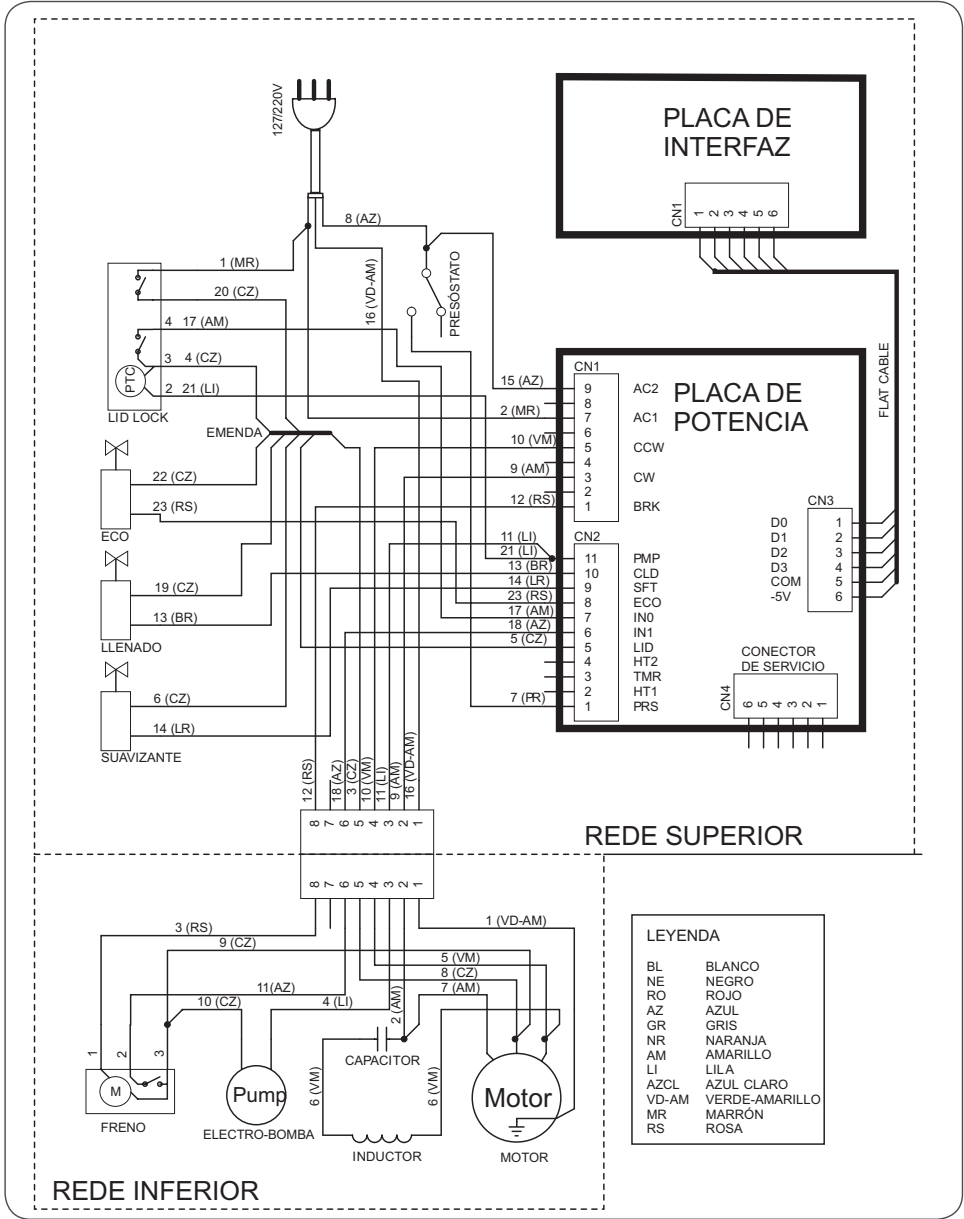 127/220V
PLACA DE
INTERFAZ
CN1
1 2 3 4 5 6
8 (AZ)
1 (MR)
20 (CZ)
16 (VD-AM)
PRESÓSTATO
4 17 (AM)
3 4 (CZ)
PTC
2 21 (LI)
LID LOCK
EMENDA
FLAT CABLE
CN1
PLACA DE
POTENCIA
15 (AZ) 9 AC2
8
2 (MR) 7 AC1
6
10 (VM) 5 CCW
4
9 (AM) 3 CW
2
12 (RS) 1 BRK
22 (CZ)
23 (RS)
ECO
19 (CZ)
13 (BR)
LLENADO
6 (CZ)
14 (LR)
SUAVIZANTE
CN2
11 (LI)
21 (LI) 11 PMP
13 (BR) 10 CLD
14 (LR) 9 SFT
23 (RS) 8 ECO
17 (AM) 7 IN0
18 (AZ) 6 IN1
5 (CZ) 5 LID
4 HT2
3 TMR
2 HT1
7 (PR) 1 PRS
CN3
D0 1
D1 2
D2 3
D3 4
COM 5
-5V 6
CONECTOR
DE SERVICIO
CN4
6 5 4 3 2 1
12 (RS)
18 (AZ)
3 (CZ)
10 (VM)
11 (LI)
9 (AM)
16 (VD-AM)
8 7 6 5 4 3 2 1
REDE SUPERIOR
8 7 6 5 4 3 2 1
1 (VD-AM)
3 (RS)
9 (CZ)
5 (VM)
8 (CZ)
11(AZ)
7 (AM)
10 (CZ)
4 (LI)
2 (AM)
1 2 3
M
FRENO
Pump
ELECTRO-BOMBA
CAPACITOR
6 (VM)
6 (VM)
INDUCTOR
Motor
MOTOR
REDE INFERIOR
LEYENDA
BL BLANCO
NE NEGRO
RO ROJO
AZ AZUL
GR GRIS
NR NARANJA
AM AMARILLO
LI LILA
AZCL AZUL CLARO
VD-AM VERDE-AMARILLO
MR MARRÓN
RS ROSA